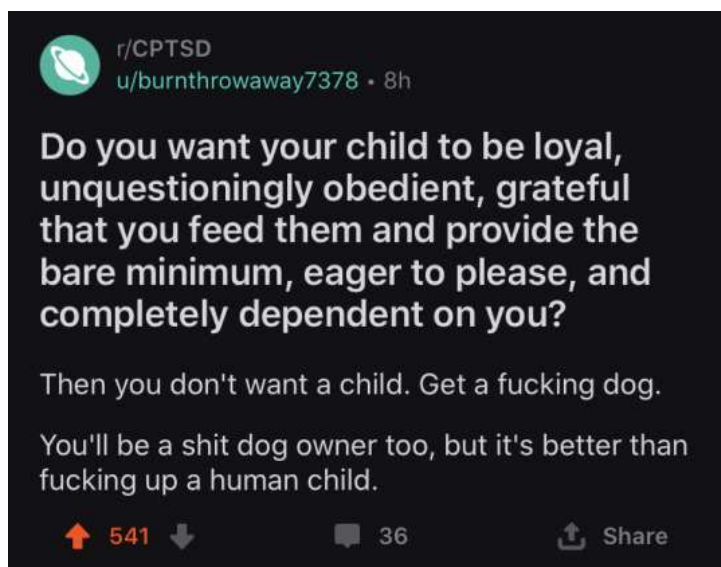 r/CPTSD
u/burnthrowaway7378 • 8h
Do you want your child to be loyal,
unquestioningly obedient, grateful
that you feed them and provide the
bare minimum, eager to please, and
completely dependent on you?
Then you don't want a child. Get a fucking dog.
You'll be a shit dog owner too, but it's better than
fucking up a human child.
541 36 Share